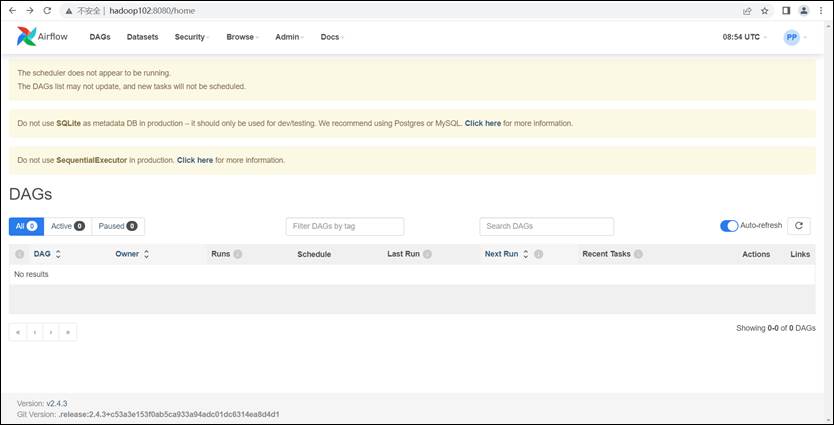 不安全 | hadoop102:8080/home
Airflow DAGs Datasets Security Browse Admin Docs 08:54 UTC PP
The scheduler does not appear to be running.
The DAGs list may not update, and new tasks will not be scheduled.
Do not use SQLite as metadata DB in production – it should only be used for dev/testing. We recommend using Postgres or MySQL. Click here for more information.
Do not use SequentialExecutor in production. Click here for more information.
DAGs
All 0 Active 0 Paused 0 Filter DAGs by tag Search DAGs Auto-refresh
DAG Owner Runs Schedule Last Run Next Run Recent Tasks Actions Links
No results
« ‹ › » Showing 0-0 of 0 DAGs
Version: v2.4.3
Git Version: .release:2.4.3+c53a3e153f0ab5ca933a94adc01dc6314ea8d4d1